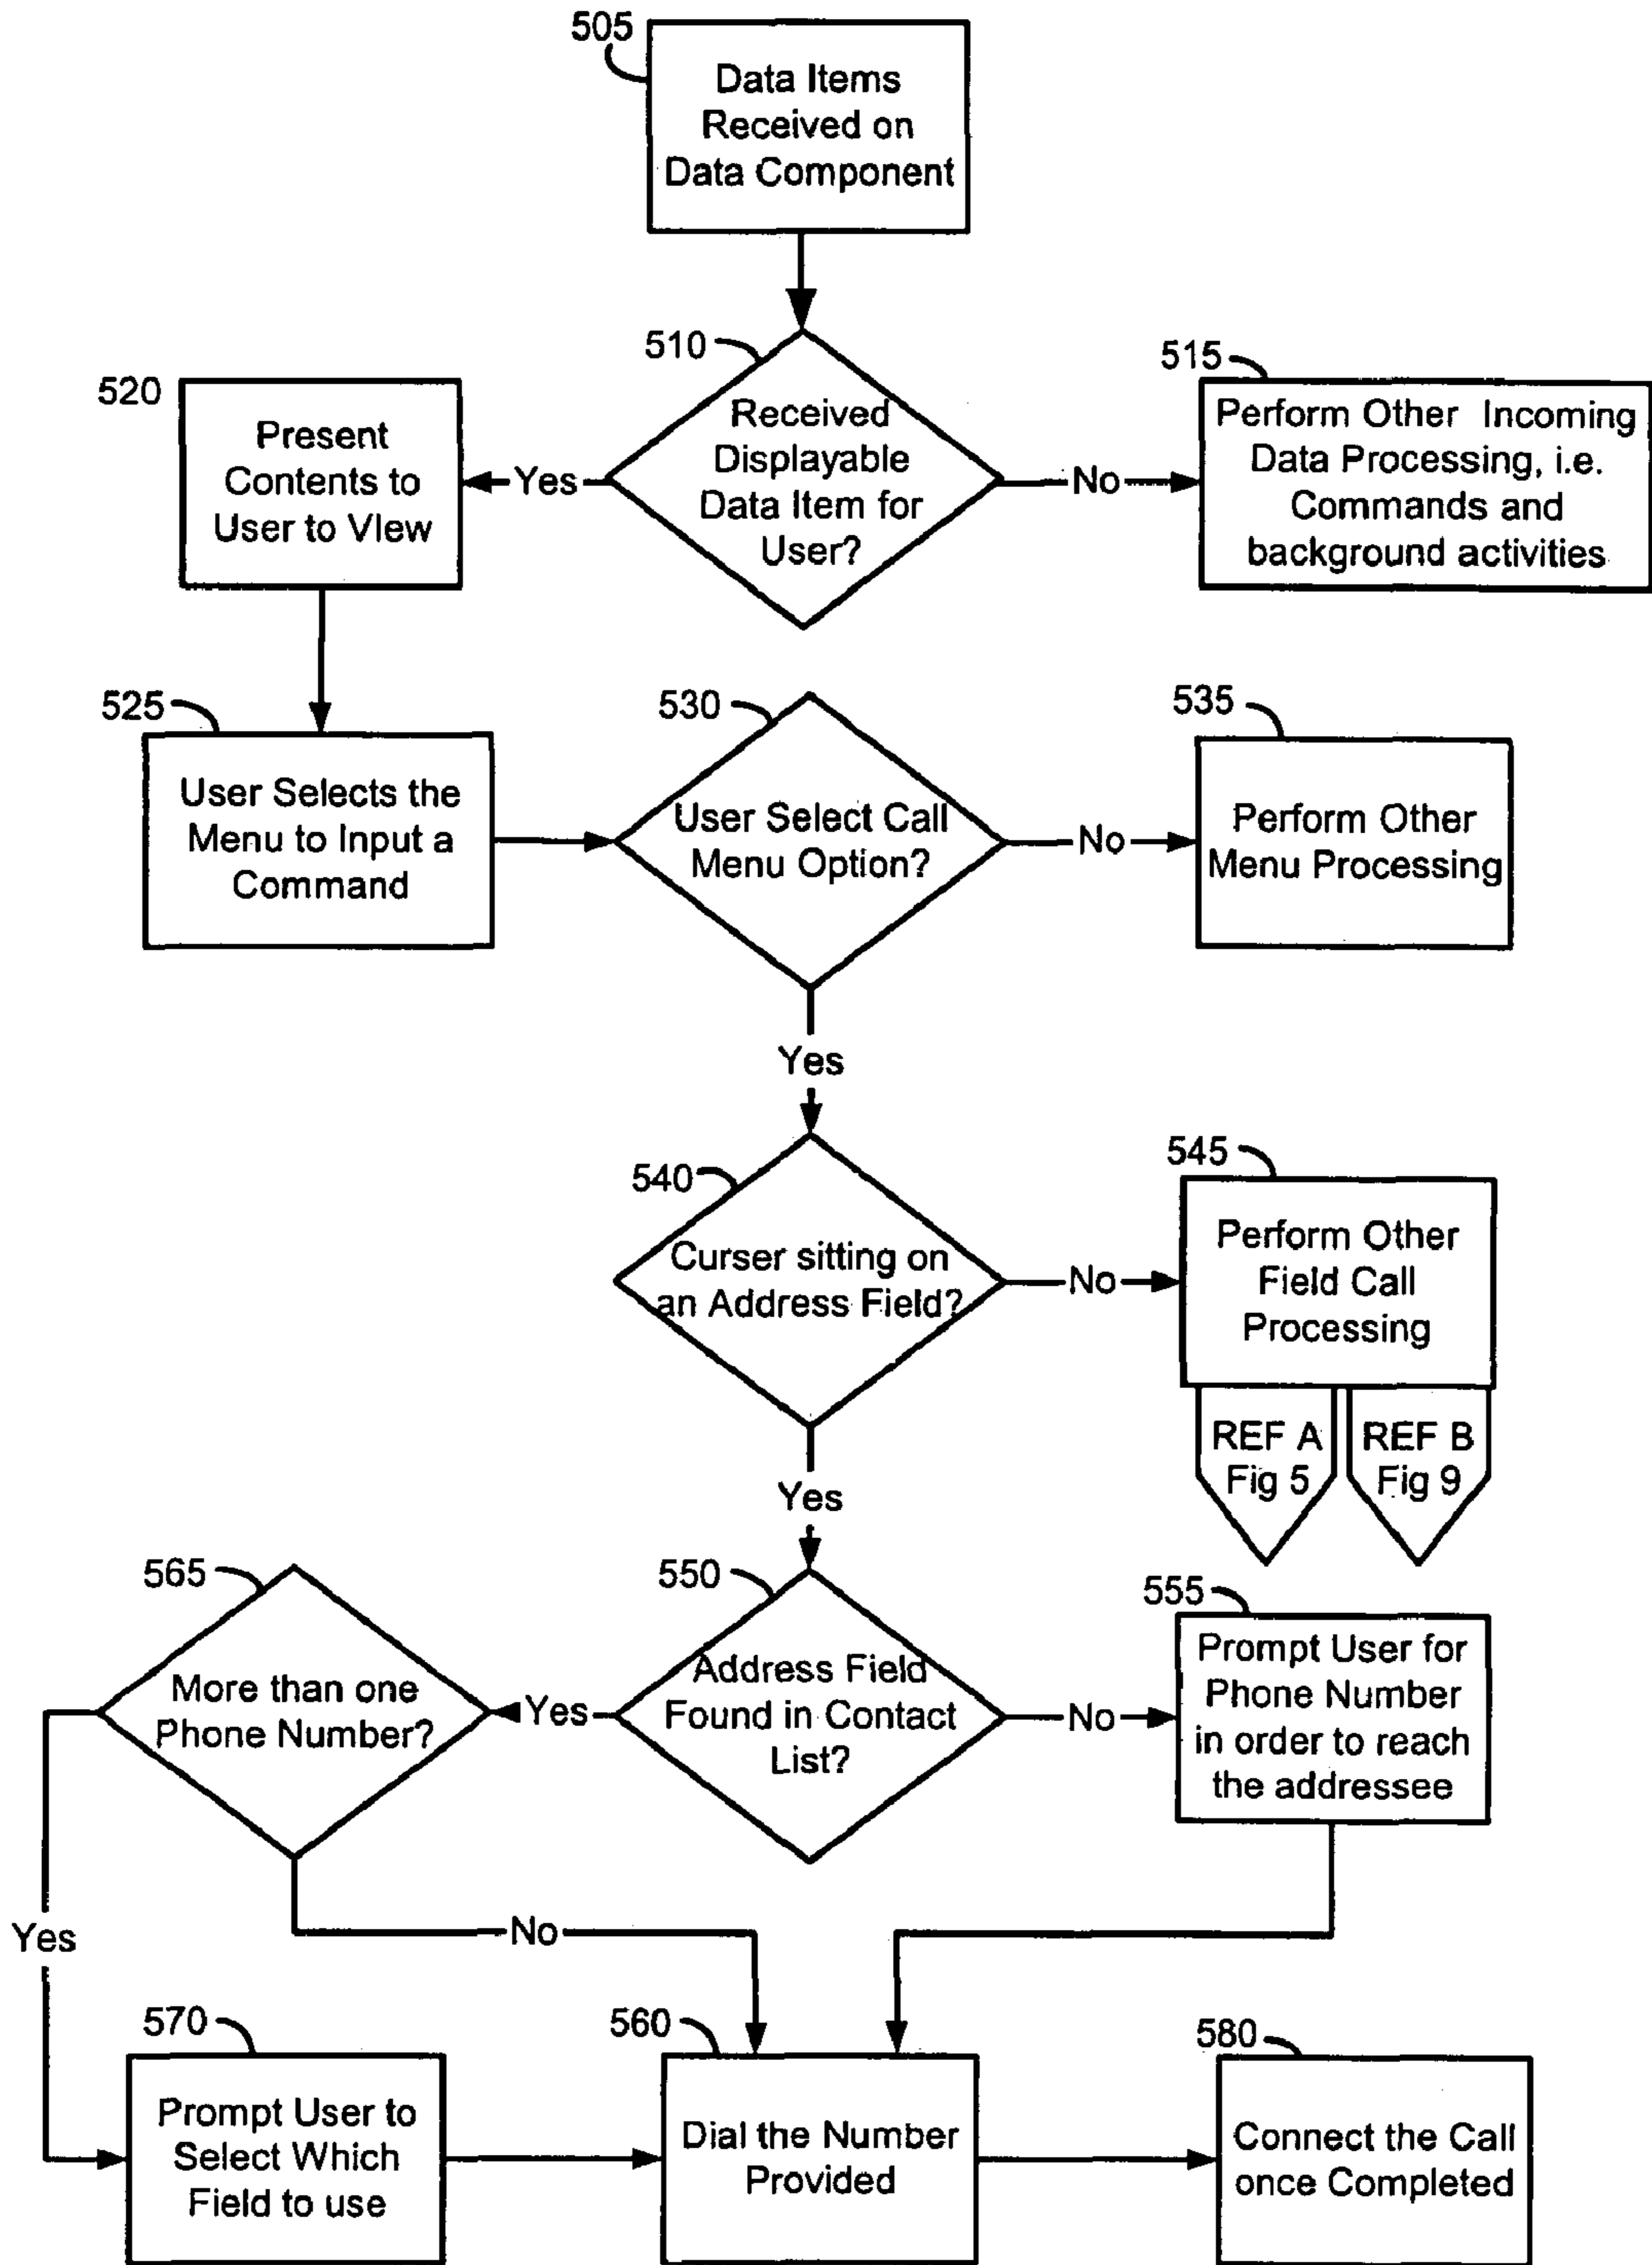 505
Data Items
Received on
Data Component
510
Received
Displayable
Data Item for
User?
515
Perform Other Incoming
Data Processing, i.e.
Commands and
background activities
520
Present
Contents to
User to VIew
Yes
No
525
User Selects the
Menu to Input a
Command
530
User Select Call
Menu Option?
No
535
Perform Other
Menu Processing
Yes
540
Curser sitting on
an Address Field?
No
545
Perform Other
Field Call
Processing
REF A
Fig 5
REF B
Fig 9
Yes
565
More than one
Phone Number?
Yes
550
Address Field
Found in Contact
List?
No
555
Prompt User for
Phone Number
in order to reach
the addressee
Yes
No
570
Prompt User to
Select Which
Field to use
560
Dial the Number
Provided
580
Connect the Call
once Completed